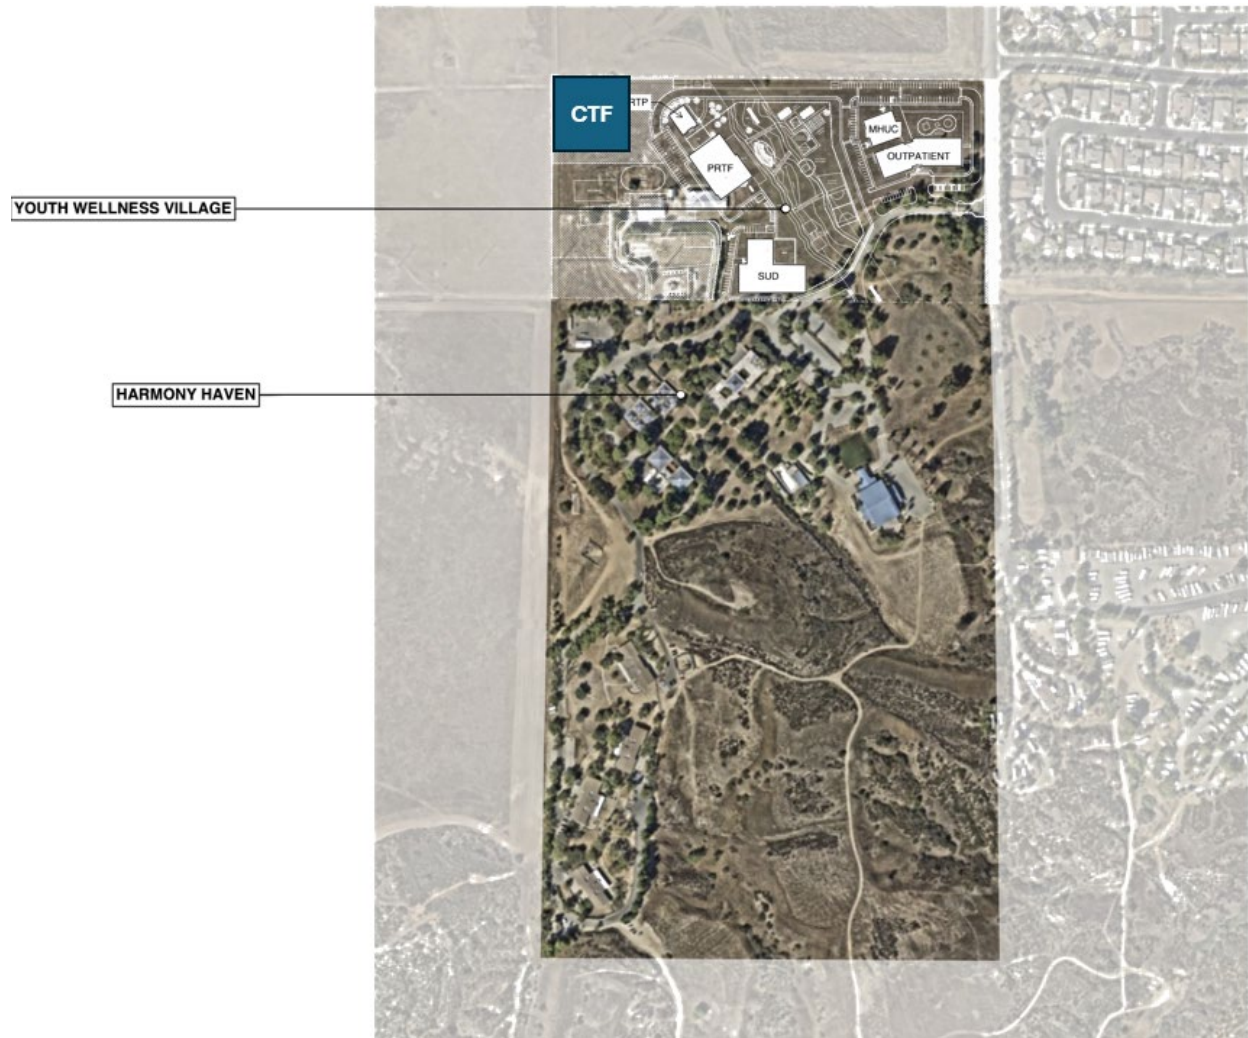 CTF
RTP
MHUC
OUTPATIENT
PRTF
YOUTH WELLNESS VILLAGE
SUD
HARMONY HAVEN